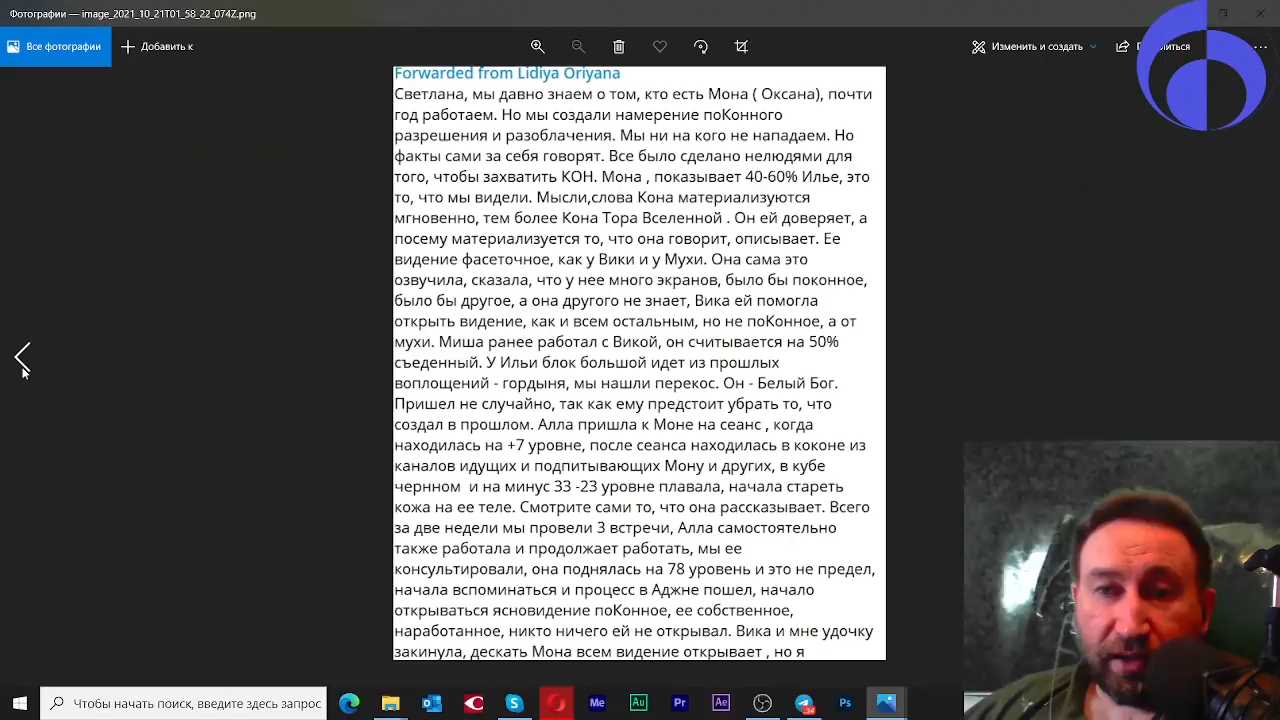 Фотографии — image_2021_10_21T01_58_22_074Z.png
Все фотографии
Добавить к
Изменить и создать
Forwarded from Lidiya Oriyana
Светлана, мы давно знаем о том, кто есть Мона ( Оксана), почти
год работаем. Но мы создали намерение поКонного
разрешения и разоблачения. Мы ни на кого не нападаем. Но
факты сами за себя говорят. Все было сделано нелюдями для
того, чтобы захватить КОН. Мона , показывает 40-60% Илье, это
то, что мы видели. Мысли,слова Кона материализуются
мгновенно, тем более Кона Тора Вселенной . Он ей доверяет, а
посему материализуется то, что она говорит, описывает. Ее
видение фасеточное, как у Вики и у Мухи. Она сама это
озвучила, сказала, что у нее много экранов, было бы поконное,
было бы другое, а она другого не знает, Вика ей помогла
открыть видение, как и всем остальным, но не поКонное, а от
мухи. Миша ранее работал с Викой, он считывается на 50%
съеденный. У Ильи блок большой идет из прошлых
воплощений - гордыня, мы нашли перекос. Он - Белый Бог.
Пришел не случайно, так как ему предстоит убрать то, что
создал в прошлом. Алла пришла к Моне на сеанс , когда
находилась на +7 уровне, после сеанса находилась в коконе из
каналов идущих и подпитывающих Мону и других, в кубе
чернном  и на минус 33 -23 уровне плавала, начала стареть
кожа на ее теле. Смотрите сами то, что она рассказывает. Всего
за две недели мы провели 3 встречи, Алла самостоятельно
также работала и продолжает работать, мы ее
консультировали, она поднялась на 78 уровень и это не предел,
начала вспоминаться и процесс в Аджне пошел, начало
открываться ясновидение поКонное, ее собственное,
наработанное, никто ничего ей не открывал. Вика и мне удочку
закинула, дескать Мона всем видение открывает , но я
Чтобы начать поиск, введите здесь запрос
Me
Au
Pr
Ae
34
Ps